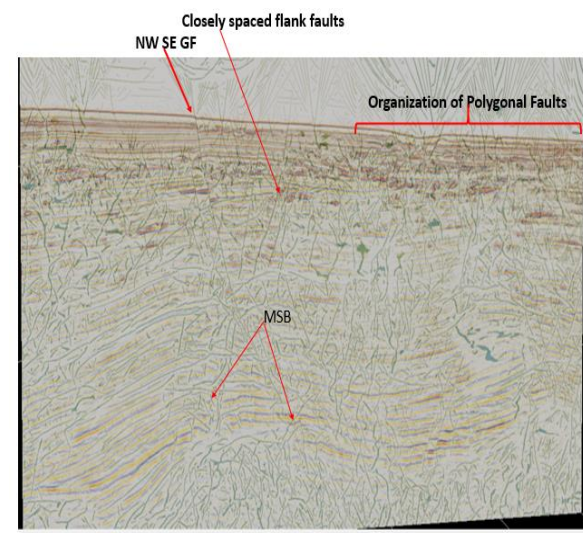 Closely spaced flank faults
NW SE GF
Organization of Polygonal Faults
MSB